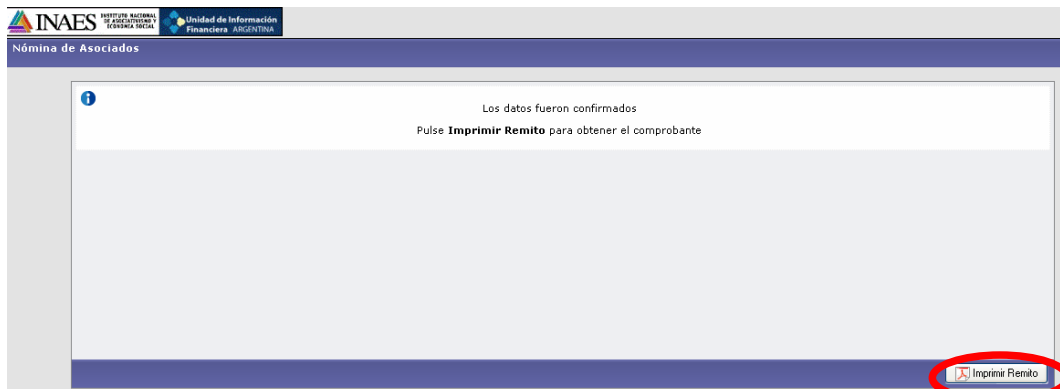 INAES INSTITUTO NACIONAL DE ASOCIATIVISMO Y ECONOMÍA SOCIAL
Unidad de Información Financiera ARGENTINA
Nómina de Asociados
Los datos fueron confirmados
Pulse Imprimir Remito para obtener el comprobante
Imprimir Remito